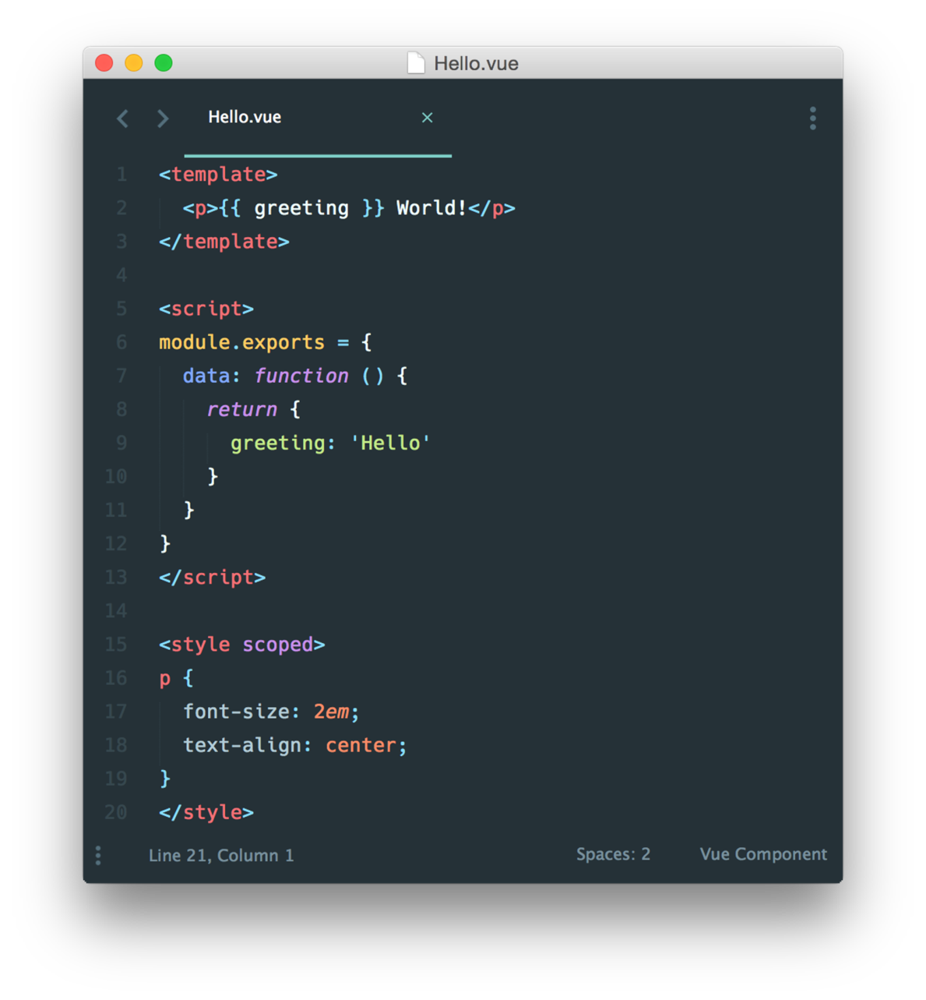 Hello.vue
Hello.vue ×
1 <template>
2   <p>{{ greeting }} World!</p>
3 </template>
4
5 <script>
6 module.exports = {
7   data: function () {
8     return {
9       greeting: 'Hello'
10     }
11   }
12 }
13 </script>
14
15 <style scoped>
16 p {
17   font-size: 2em;
18   text-align: center;
19 }
20 </style>
Line 21, Column 1 Spaces: 2 Vue Component